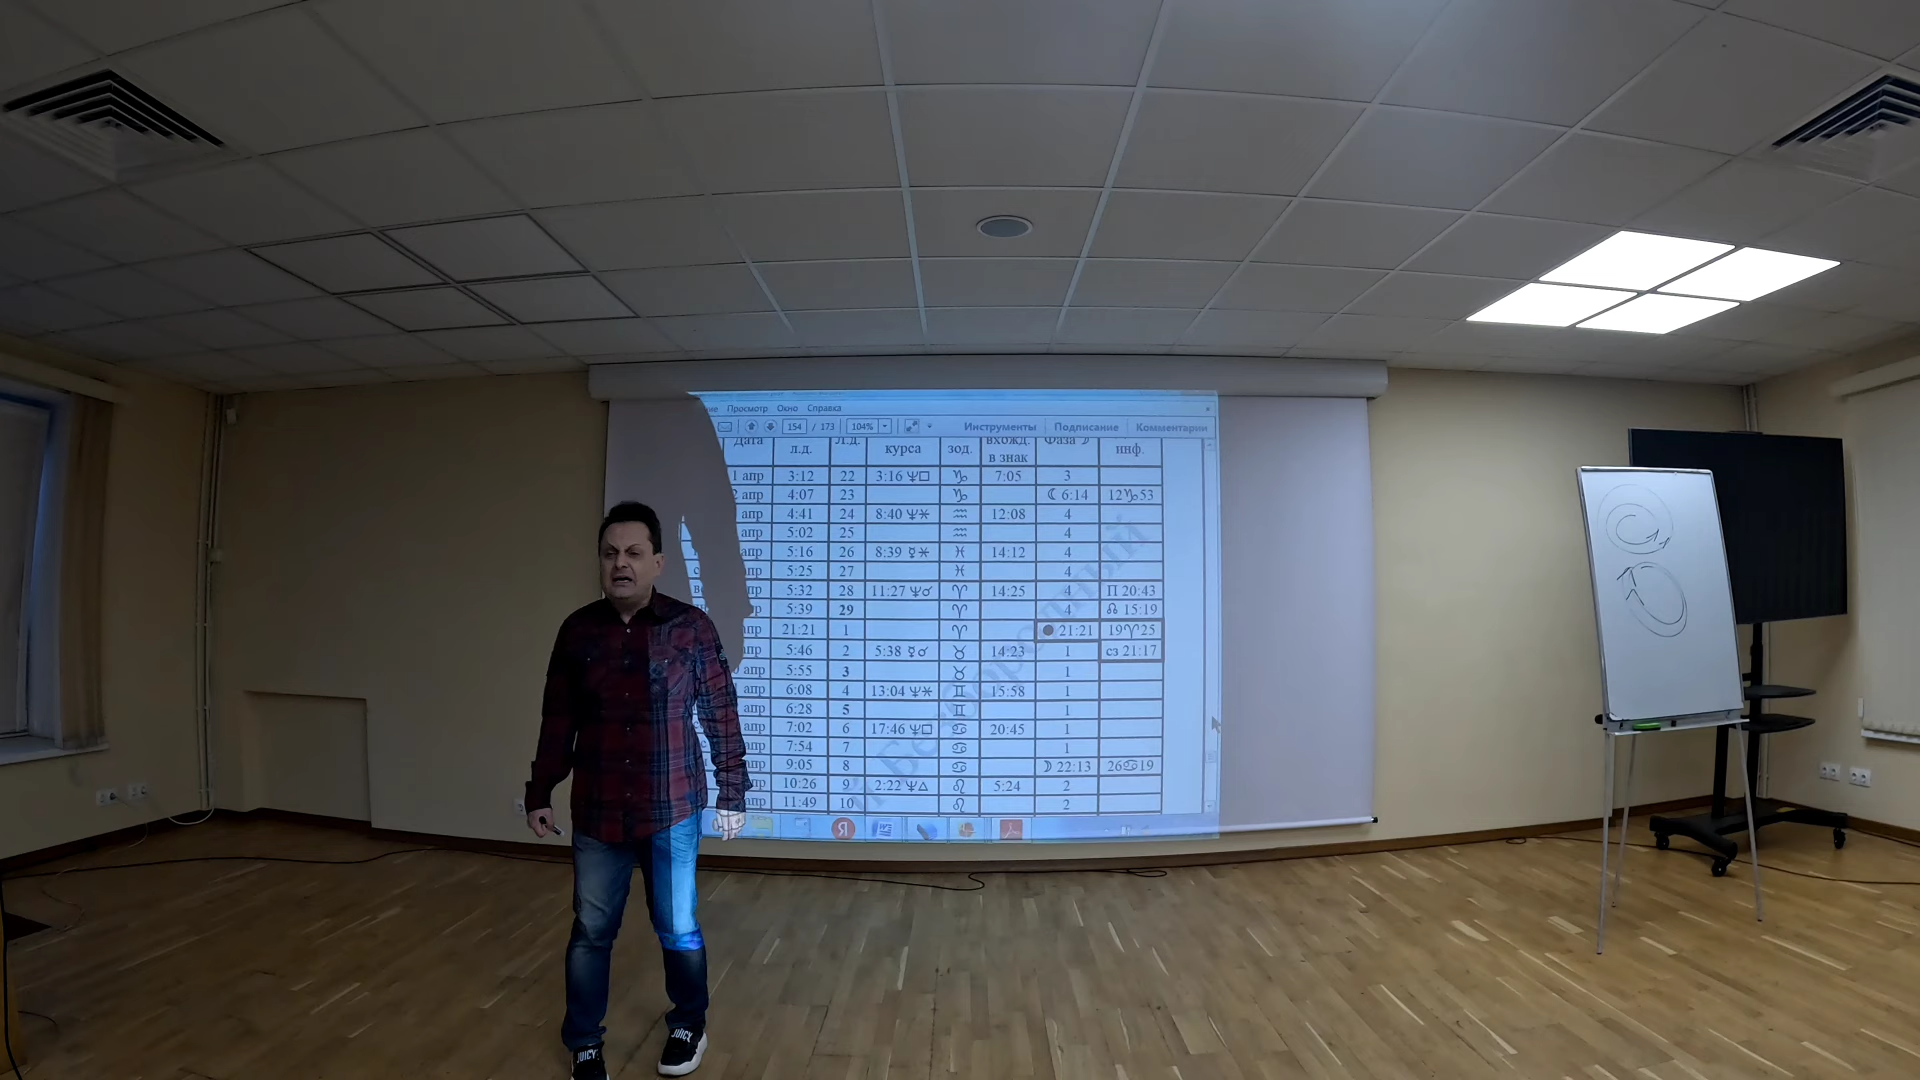 Просмотр Окно Справка
154 / 173 104% Инструменты Подписание Комментарии
Дата л.д. Л.д. курса зод. вхожд. в знак Фаза ☽ инф.
1 апр 3:12 22 3:16 ♆□ ♑ 7:05 3
2 апр 4:07 23 ♑ ☾ 6:14 12♑53
апр 4:41 24 8:40 ♆⚹ ♒ 12:08 4
апр 5:02 25 ♒ 4
апр 5:16 26 8:39 ☿⚹ ♓ 14:12 4
апр 5:25 27 ♓ 4
апр 5:32 28 11:27 ♆☌ ♈ 14:25 4 П 20:43
5:39 29 ♈ 4 ☊ 15:19
апр 21:21 1 ♈ ● 21:21 19♈25
апр 5:46 2 5:38 ☿☌ ♉ 14:23 1 сз 21:17
апр 5:55 3 ♉ 1
апр 6:08 4 13:04 ♆⚹ ♊ 15:58 1
апр 6:28 5 ♊ 1
апр 7:02 6 17:46 ♆□ ♋ 20:45 1
апр 7:54 7 ♋ 1
апр 9:05 8 ♋ ☽ 22:13 26♋19
апр 10:26 9 2:22 ♆△ ♌ 5:24 2
апр 11:49 10 ♌ 2
Я
JUICY
JUICY